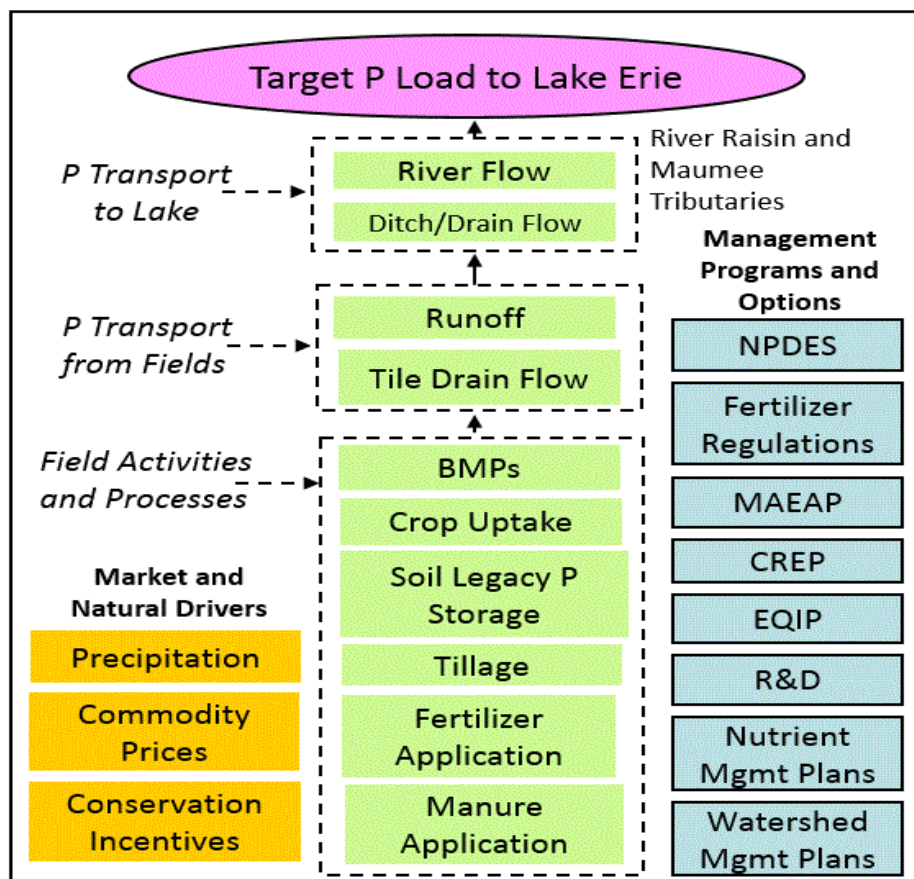 Target P Load to Lake Erie
P Transport
to Lake
River Flow
Ditch/Drain Flow
River Raisin and
Maumee
Tributaries
P Transport
from Fields
Runoff
Tile Drain Flow
Field Activities
and Processes
BMPs
Crop Uptake
Soil Legacy P
Storage
Tillage
Fertilizer
Application
Manure
Application
Market and
Natural Drivers
Precipitation
Commodity
Prices
Conservation
Incentives
Management
Programs and
Options
NPDES
Fertilizer
Regulations
MAEAP
CREP
EQIP
R&D
Nutrient
Mgmt Plans
Watershed
Mgmt Plans